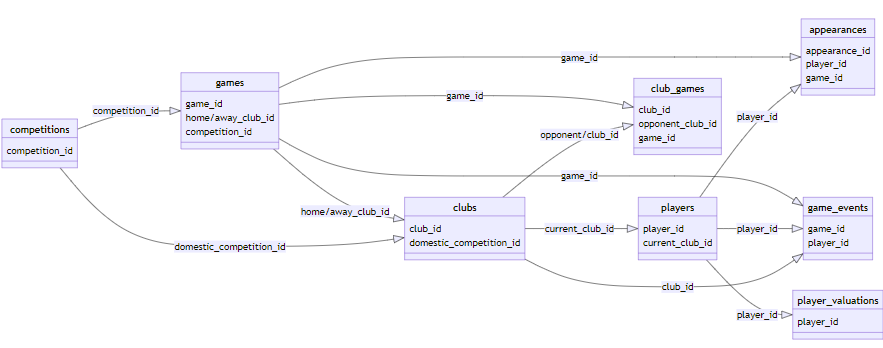 appearances
appearance_id
player_id
game_id
game_id
games
game_id
home/away_club_id
competition_id
club_games
club_id
opponent_club_id
game_id
game_id
competition_id
competitions
competition_id
player_id
opponent/club_id
game_id
home/away_club_id
clubs
club_id
domestic_competition_id
current_club_id
players
player_id
current_club_id
player_id
game_events
game_id
player_id
domestic_competition_id
club_id
player_id
player_valuations
player_id